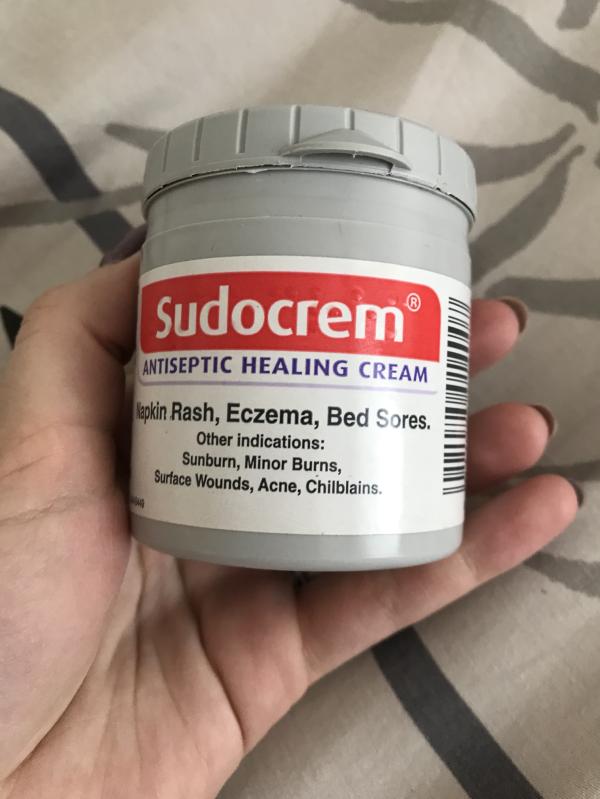 Sudocrem®
ANTISEPTIC HEALING CREAM
Napkin Rash, Eczema, Bed Sores.
Other indications:
Sunburn, Minor Burns,
Surface Wounds, Acne, Chilblains.